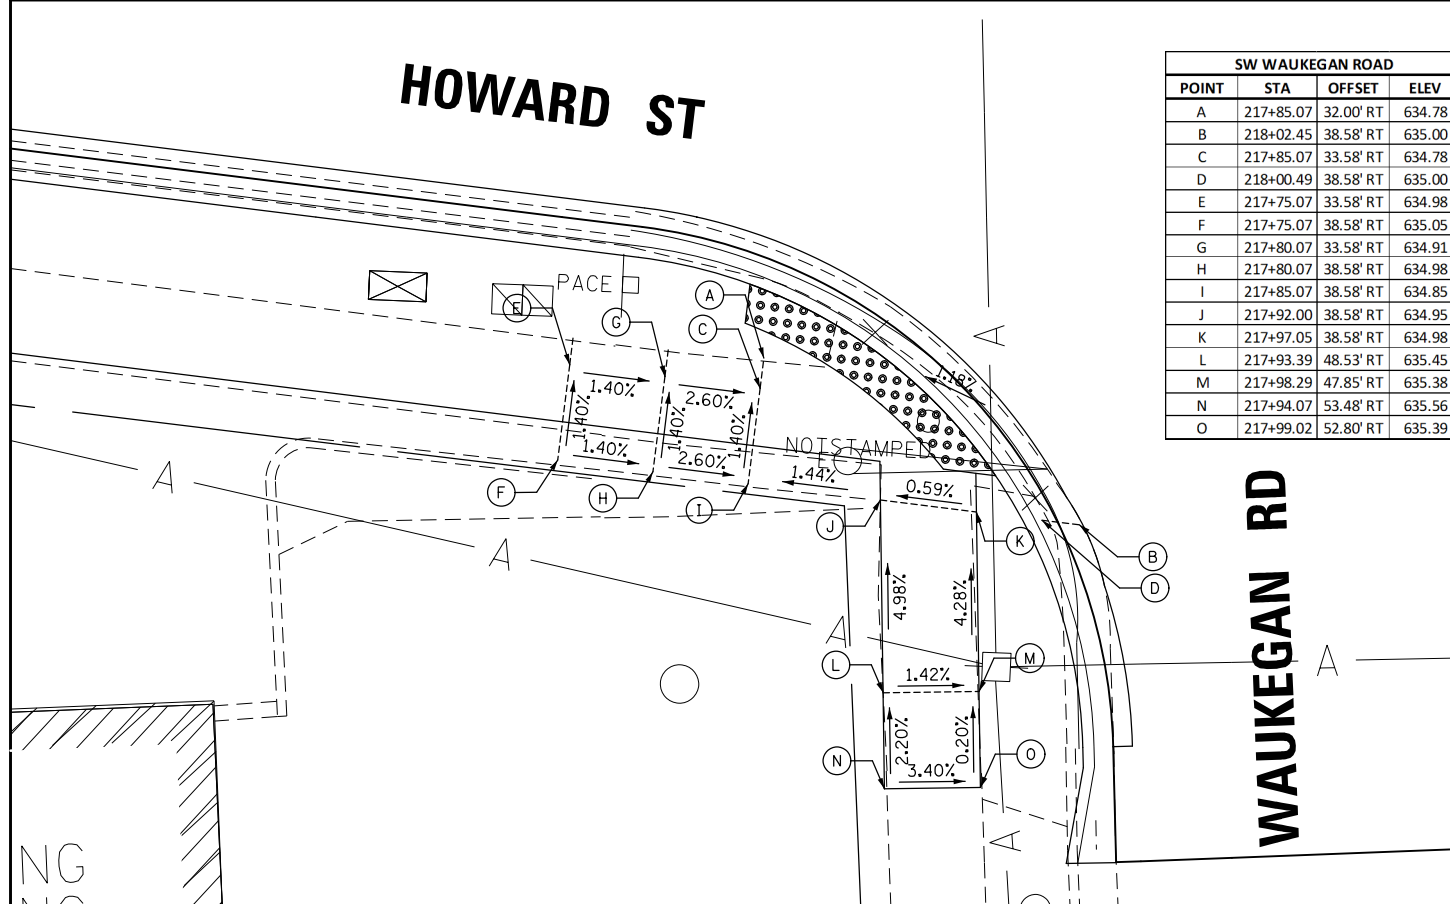 HOWARD ST
SW WAUKEGAN ROAD
POINT STA OFFSET ELEV
A 217+85.07 32.00' RT 634.78
B 218+02.45 38.58' RT 635.00
C 217+85.07 33.58' RT 634.78
D 218+00.49 38.58' RT 635.00
E 217+75.07 33.58' RT 634.98
F 217+75.07 38.58' RT 635.05
G 217+80.07 33.58' RT 634.91
H 217+80.07 38.58' RT 634.98
I 217+85.07 38.58' RT 634.85
J 217+92.00 38.58' RT 634.95
K 217+97.05 38.58' RT 634.98
L 217+93.39 48.53' RT 635.45
M 217+98.29 47.85' RT 635.38
N 217+94.07 53.48' RT 635.56
O 217+99.02 52.80' RT 635.39
PACE
E
G
A
C
A
1.18%
1.40%
2.60%
1.40%
1.40%
1.40%
1.40%
2.60%
1.44%
NOTSTAMPED
0.59%
A
F
H
I
J
K
B
D
A
4.98%
4.28%
A
L
M
A
1.42%
2.20%
0.20%
N
O
3.40%
A
WAUKEGAN RD
NG